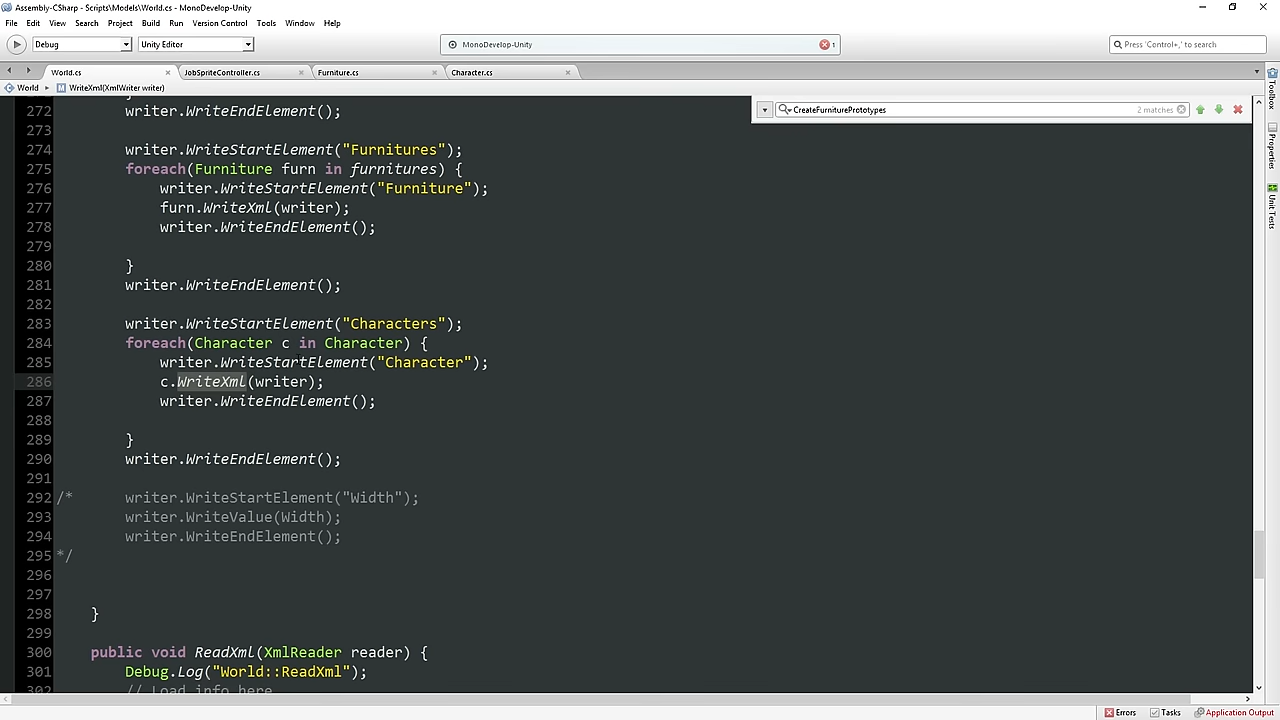 Assembly-CSharp - Scripts\Models\World.cs - MonoDevelop-Unity
File Edit View Search Project Build Run Version Control Tools Window Help
Debug Unity Editor MonoDevelop-Unity 1 Press 'Control+,' to search
World.cs JobSpriteController.cs Furniture.cs Character.cs
World WriteXml(XmlWriter writer)
CreateFurniturePrototypes 2 matches
Toolbox
Properties
Unit Tests
272 writer.WriteEndElement();
273
274 writer.WriteStartElement("Furnitures");
275 foreach(Furniture furn in furnitures) {
276 writer.WriteStartElement("Furniture");
277 furn.WriteXml(writer);
278 writer.WriteEndElement();
279
280 }
281 writer.WriteEndElement();
282
283 writer.WriteStartElement("Characters");
284 foreach(Character c in Character) {
285 writer.WriteStartElement("Character");
286 c.WriteXml(writer);
287 writer.WriteEndElement();
288
289 }
290 writer.WriteEndElement();
291
292 /* writer.WriteStartElement("Width");
293 writer.WriteValue(Width);
294 writer.WriteEndElement();
295 */
296
297
298 }
299
300 public void ReadXml(XmlReader reader) {
301 Debug.Log("World::ReadXml");
302 // Load info here
Errors Tasks Application Output